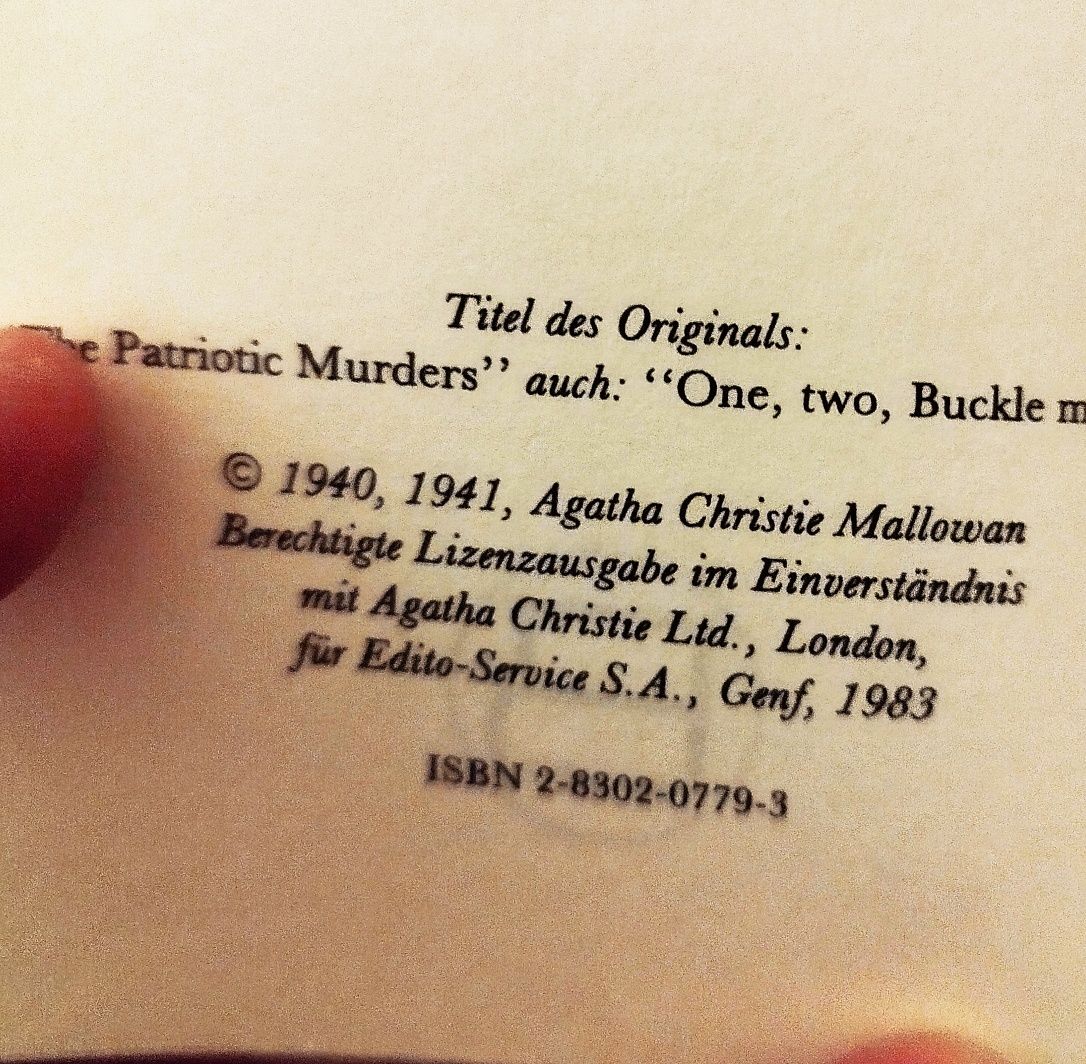 Titel des Originals:
Patriotic Murders’’ auch: ‘‘One, two, Buckle
© 1940, 1941, Agatha Christie Mallowan
Berechtigte Lizenzausgabe im Einverständnis
mit Agatha Christie Ltd., London,
für Edito-Service S.A., Genf, 1983
ISBN 2-8302-0779-3